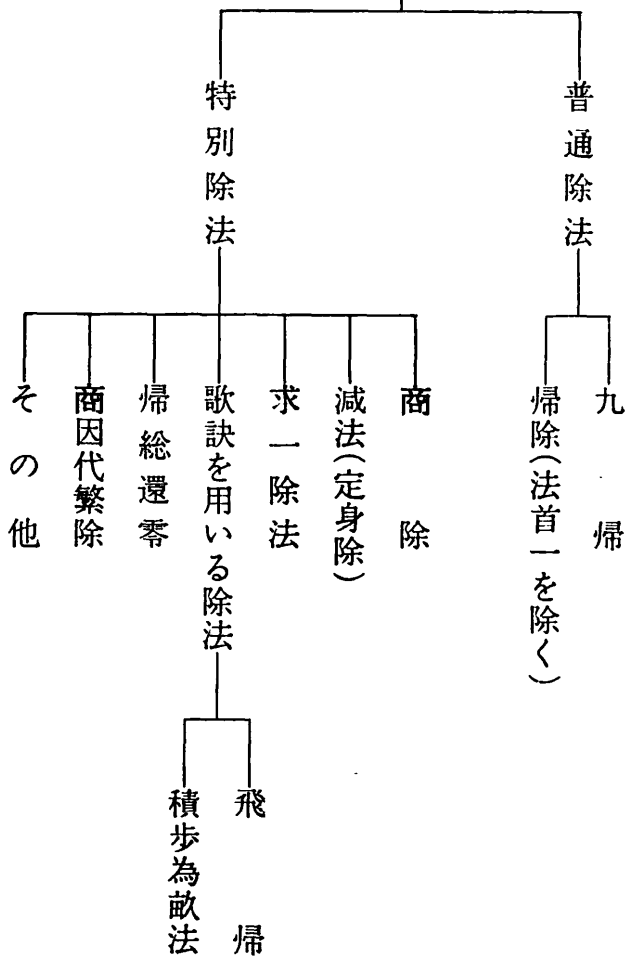 普通除法
九帰
帰除(法首一を除く)
特別除法
商除
減法(定身除)
求一除法
歌訣を用いる除法
飛帰
積歩為畝法
帰総還零
商因代繁除
その他